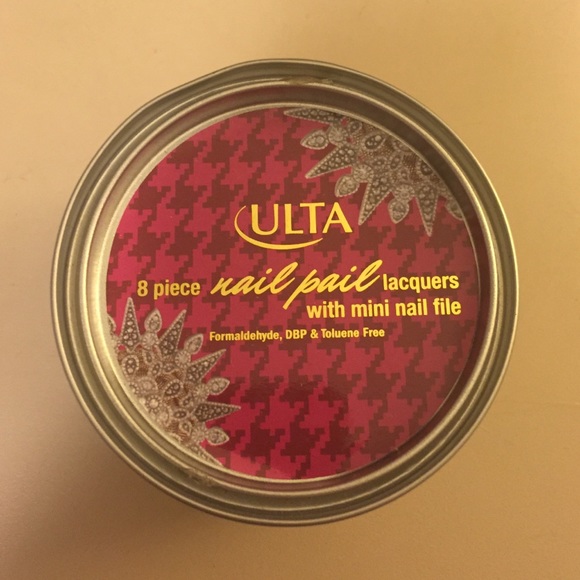 ULTA
8 piece nail pail lacquers
with mini nail file
Formaldehyde, DBP & Toluene Free